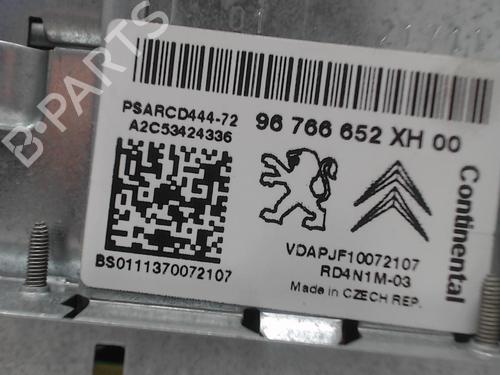 B-PARTS
PSARCD444-72
A2C53424336
96 766 652 XH 00
Continental
VDAPJF10072107
RD4N1M-03
Made in CZECH REP.
BS0111370072107